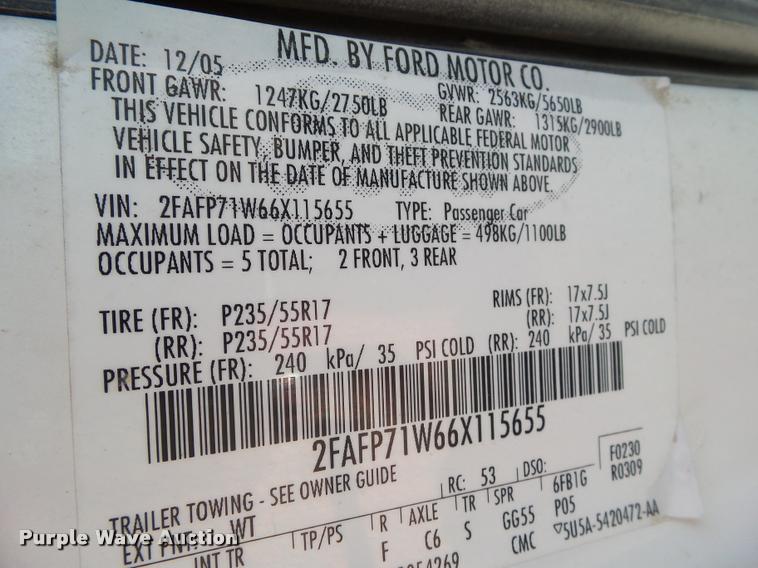 MFD. BY FORD MOTOR CO.
DATE: 12/05
GVWR: 2563KG/5650LB
FRONT GAWR: 1247KG/2750LB REAR GAWR: 1315KG/2900LB
THIS VEHICLE CONFORMS TO ALL APPLICABLE FEDERAL MOTOR
VEHICLE SAFETY, BUMPER, AND THEFT PREVENTION STANDARDS
IN EFFECT ON THE DATE OF MANUFACTURE SHOWN ABOVE.
VIN: 2FAFP71W66X115655 TYPE: Passenger Car
MAXIMUM LOAD = OCCUPANTS + LUGGAGE = 498KG/1100LB
OCCUPANTS = 5 TOTAL; 2 FRONT, 3 REAR
TIRE (FR): P235/55R17 RIMS (FR): 17x7.5J
(RR): P235/55R17 (RR): 17x7.5J
PRESSURE (FR): 240 kPa/ 35 PSI COLD (RR): 240 kPa/ 35 PSI COLD
2FAFP71W66X115655
F0230
R0309
TRAILER TOWING - SEE OWNER GUIDE
RC: 53 DSO:
EXT PNT: WT
INT TR TP/PS R AXLE TR SPR 6FB1G
F C6 S GG55 P05
CMC 5U5A-5420472-AA
Purple Wave Auction